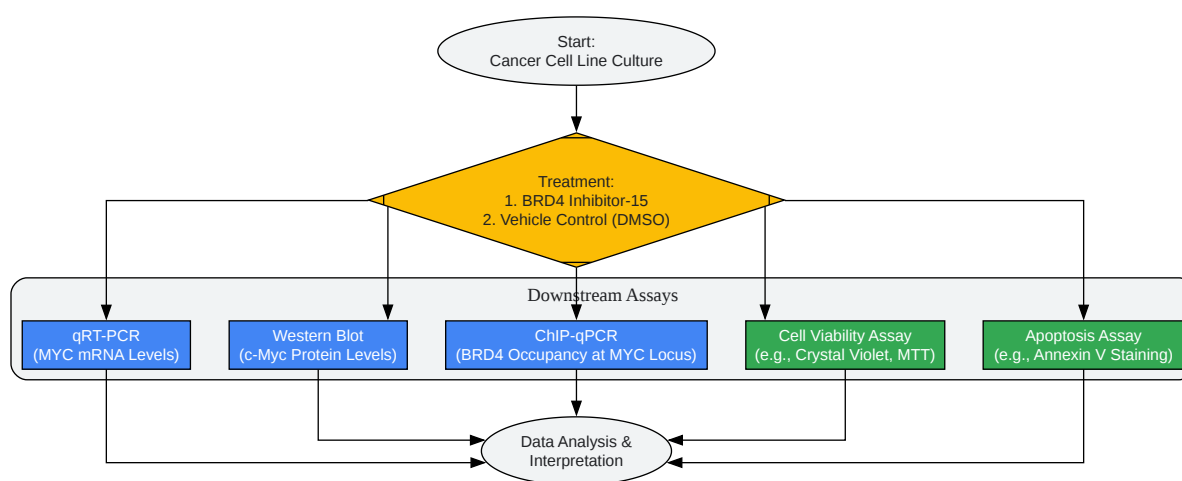 Start:
Cancer Cell Line Culture
Treatment:
1. BRD4 Inhibitor-15
2. Vehicle Control (DMSO)
Downstream Assays
qRT-PCR
(MYC mRNA Levels)
Western Blot
(c-Myc Protein Levels)
ChIP-qPCR
(BRD4 Occupancy at MYC Locus)
Cell Viability Assay
(e.g., Crystal Violet, MTT)
Apoptosis Assay
(e.g., Annexin V Staining)
Data Analysis &
Interpretation